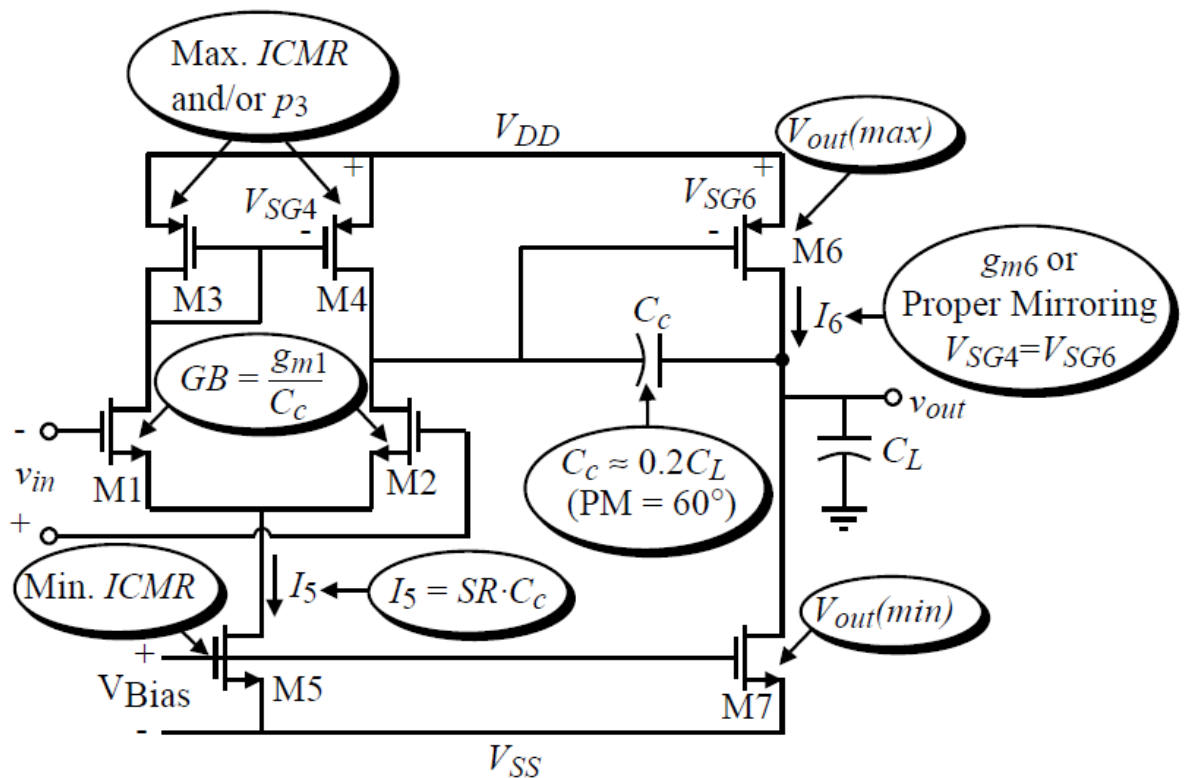 Max. ICMR
and/or p3
VDD
Vout(max)
+
+
VSG4
-
VSG6
-
M3
M4
M6
gm6 or
Proper Mirroring
VSG4=VSG6
I6
Cc
GB = gm1/Cc
-
vin
+
M1
M2
Cc ≈ 0.2CL
(PM = 60°)
vout
CL
Min. ICMR
I5
I5 = SR·Cc
Vout(min)
+
VBias
-
M5
M7
VSS